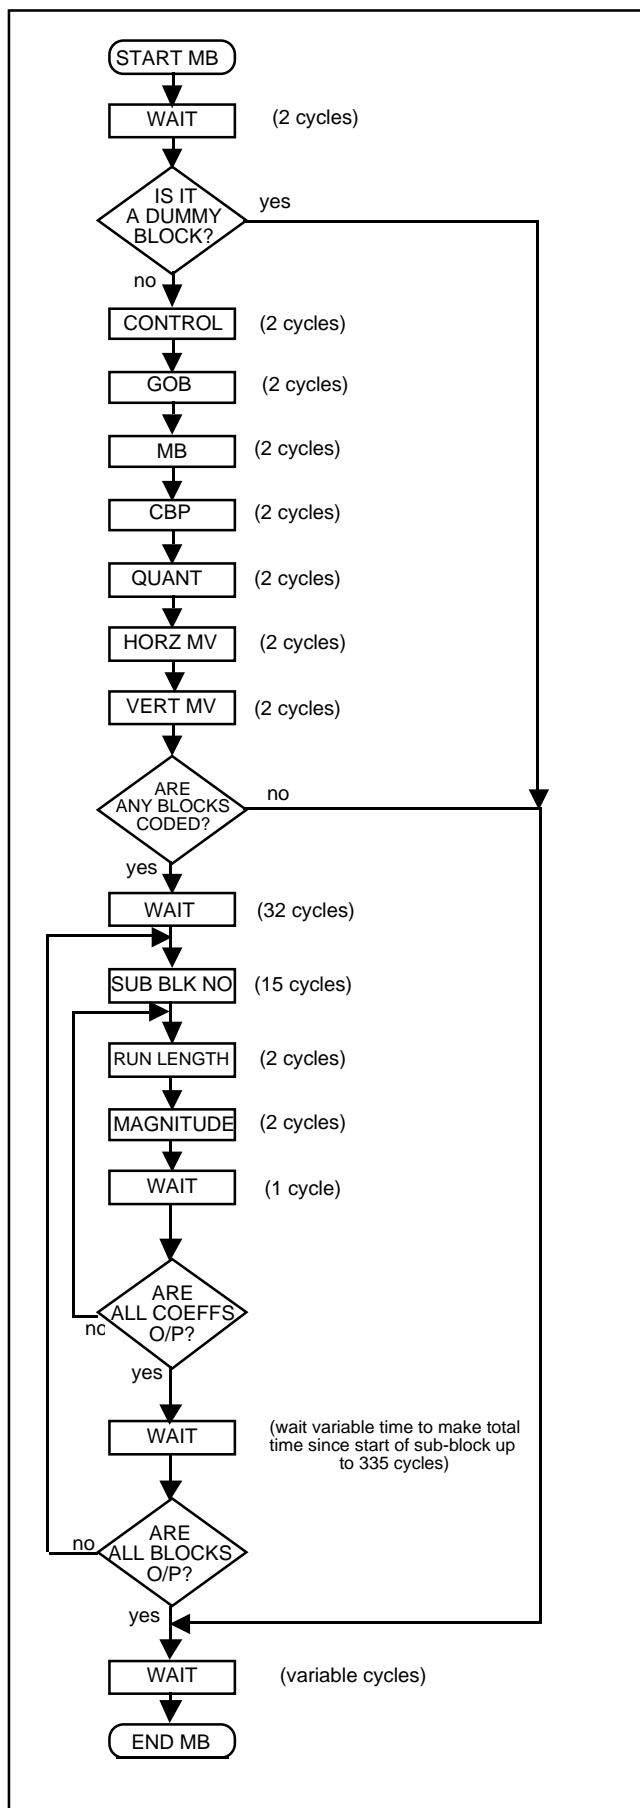 START MB
WAIT (2 cycles)
IS IT
A DUMMY
BLOCK?
yes
no
CONTROL (2 cycles)
GOB (2 cycles)
MB (2 cycles)
CBP (2 cycles)
QUANT (2 cycles)
HORZ MV (2 cycles)
VERT MV (2 cycles)
ARE
ANY BLOCKS
CODED?
no
yes
WAIT (32 cycles)
SUB BLK NO (15 cycles)
RUN LENGTH (2 cycles)
MAGNITUDE (2 cycles)
WAIT (1 cycle)
ARE
ALL COEFFS
O/P?
no
yes
WAIT
(wait variable time to make total
time since start of sub-block up
to 335 cycles)
ARE
ALL BLOCKS
O/P?
no
yes
WAIT (variable cycles)
END MB